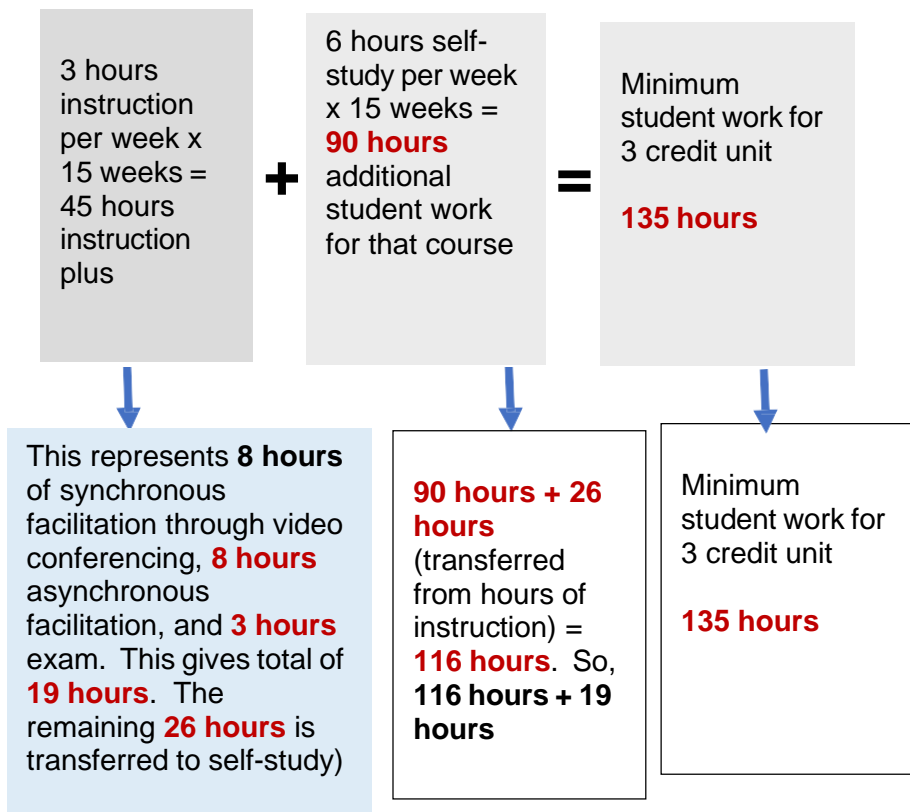 3 hours
instruction
per week x
15 weeks =
45 hours
instruction
plus
+
6 hours self-
study per week
x 15 weeks =
90 hours
additional
student work
for that course
=
Minimum
student work for
3 credit unit
135 hours
This represents 8 hours
of synchronous
facilitation through video
conferencing, 8 hours
asynchronous
facilitation, and 3 hours
exam. This gives total of
19 hours. The
remaining 26 hours is
transferred to self-study)
90 hours + 26
hours
(transferred
from hours of
instruction) =
116 hours. So,
116 hours + 19
hours
Minimum
student work for
3 credit unit
135 hours